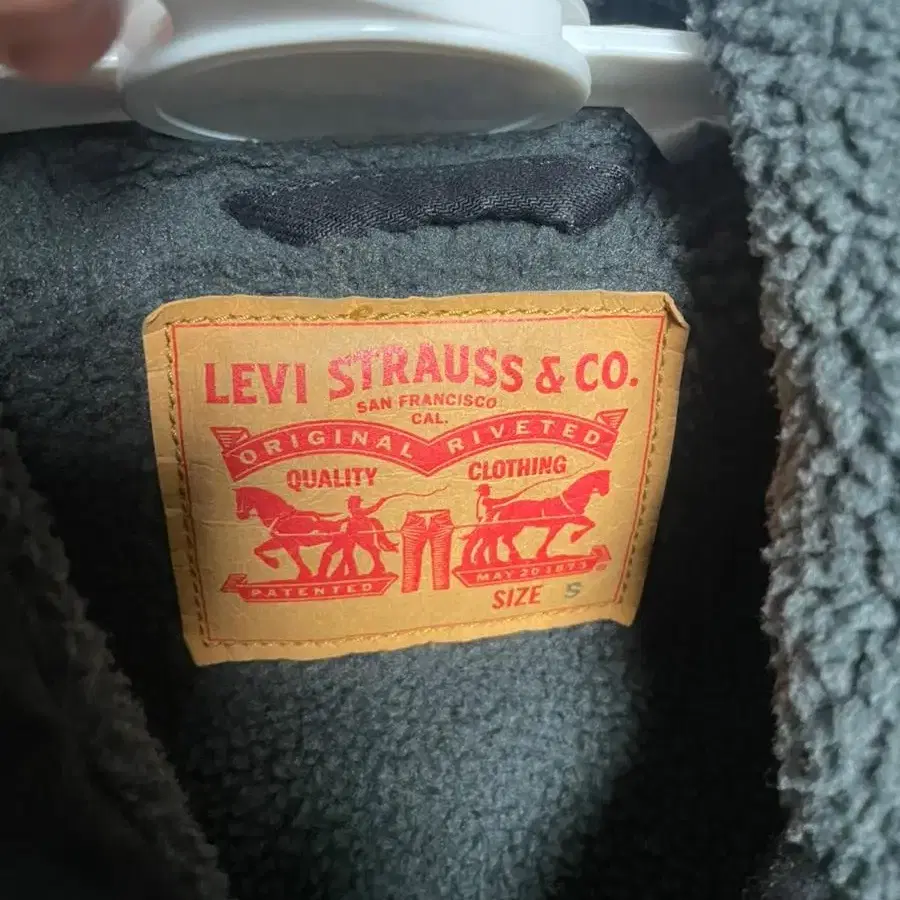 LEVI STRAUSS & CO.
SAN FRANCISCO
CAL.
ORIGINAL RIVETED
QUALITY CLOTHING
PATENTED MAY 20 1873 ®
SIZE S